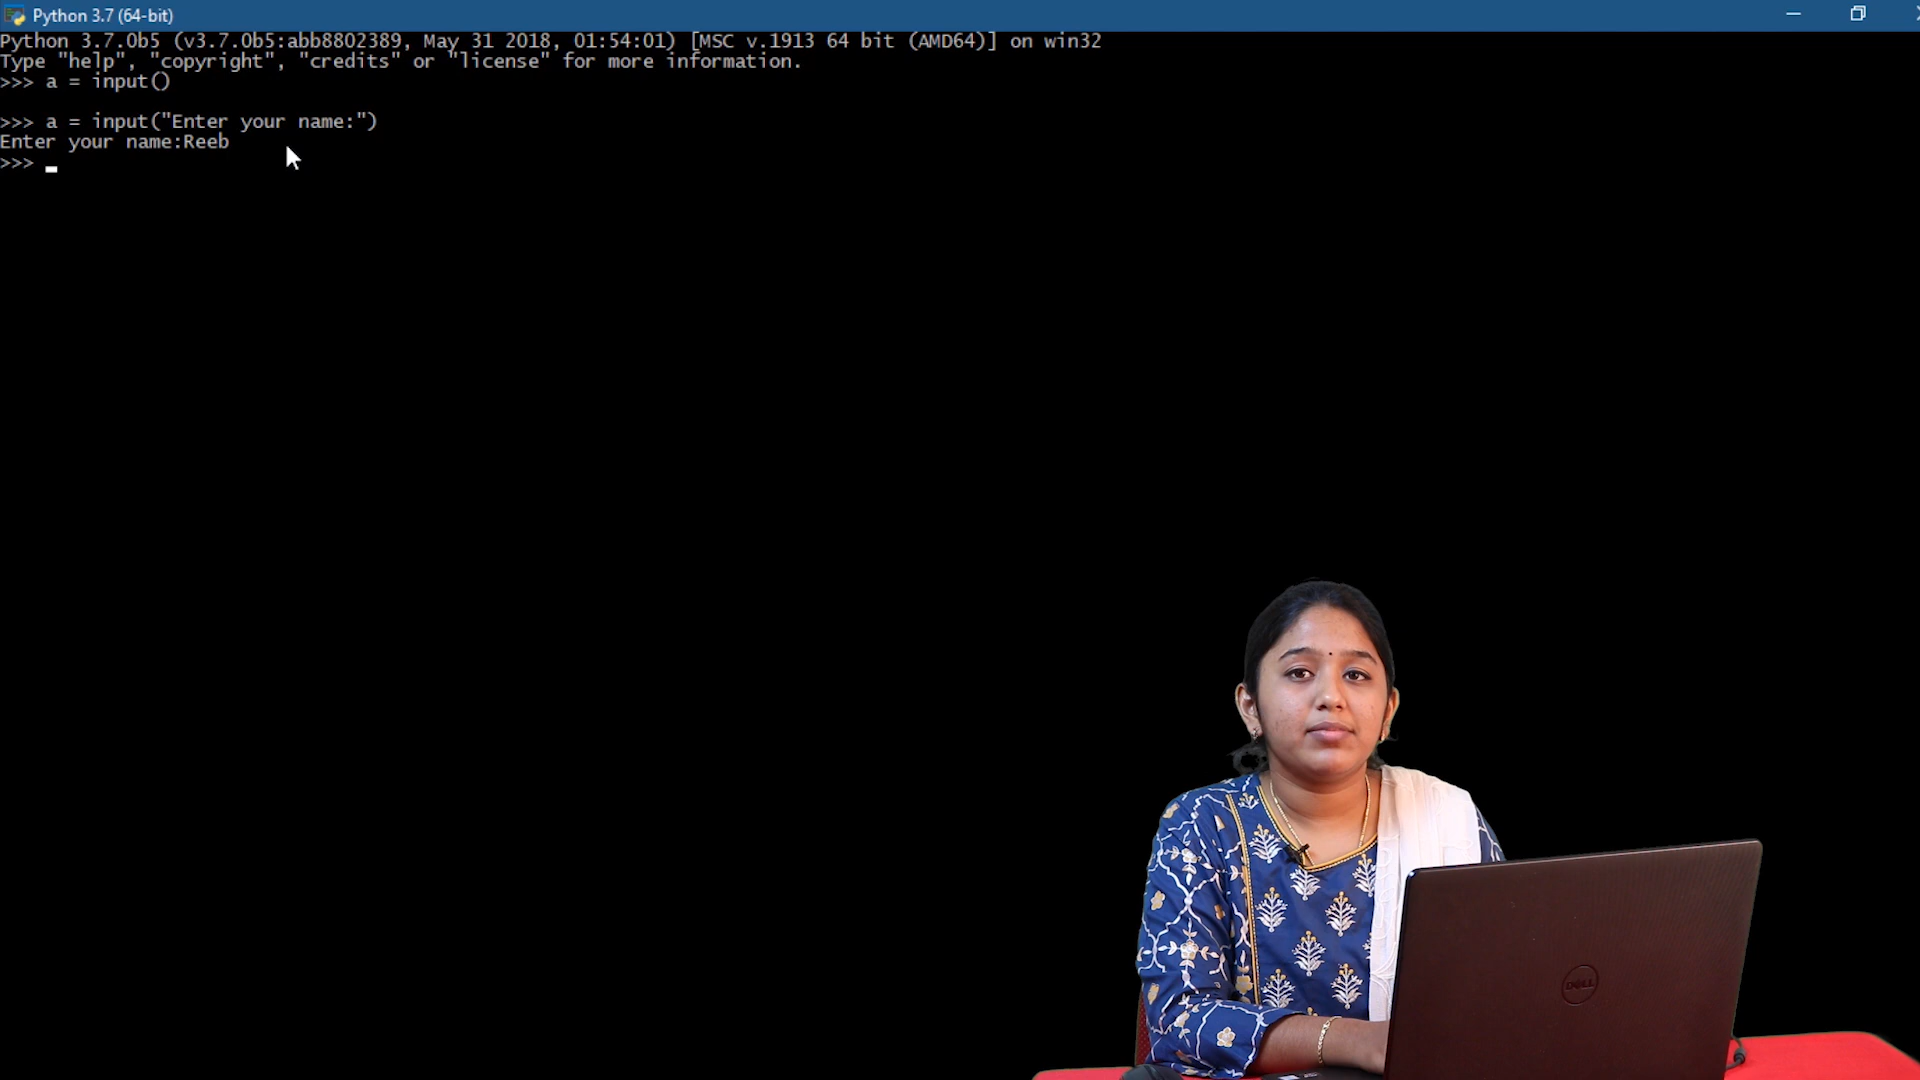 Python 3.7 (64-bit)
Python 3.7.0b5 (v3.7.0b5:abb8802389, May 31 2018, 01:54:01) [MSC v.1913 64 bit (AMD64)] on win32
Type "help", "copyright", "credits" or "license" for more information.
>>> a = input()
>>> a = input("Enter your name:")
Enter your name:Reeb
>>>
DELL